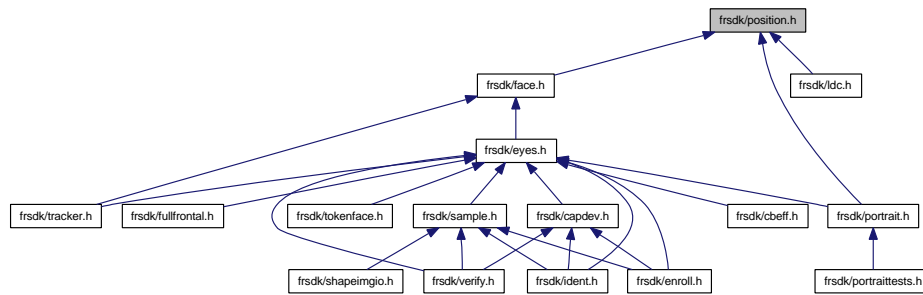 frsdk/position.h
frsdk/face.h
frsdk/ldc.h
frsdk/eyes.h
frsdk/tracker.h
frsdk/fullfrontal.h
frsdk/tokenface.h
frsdk/sample.h
frsdk/capdev.h
frsdk/cbeff.h
frsdk/portrait.h
frsdk/shapeimgio.h
frsdk/verify.h
frsdk/ident.h
frsdk/enroll.h
frsdk/portraittests.h